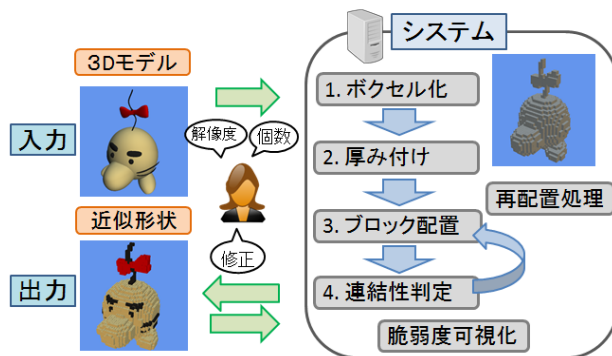 システム
３Dモデル
1. ボクセル化
入力
解像度
個数
2. 厚み付け
再配置処理
近似形状
3. ブロック配置
修正
出力
4. 連結性判定
脆弱度可視化